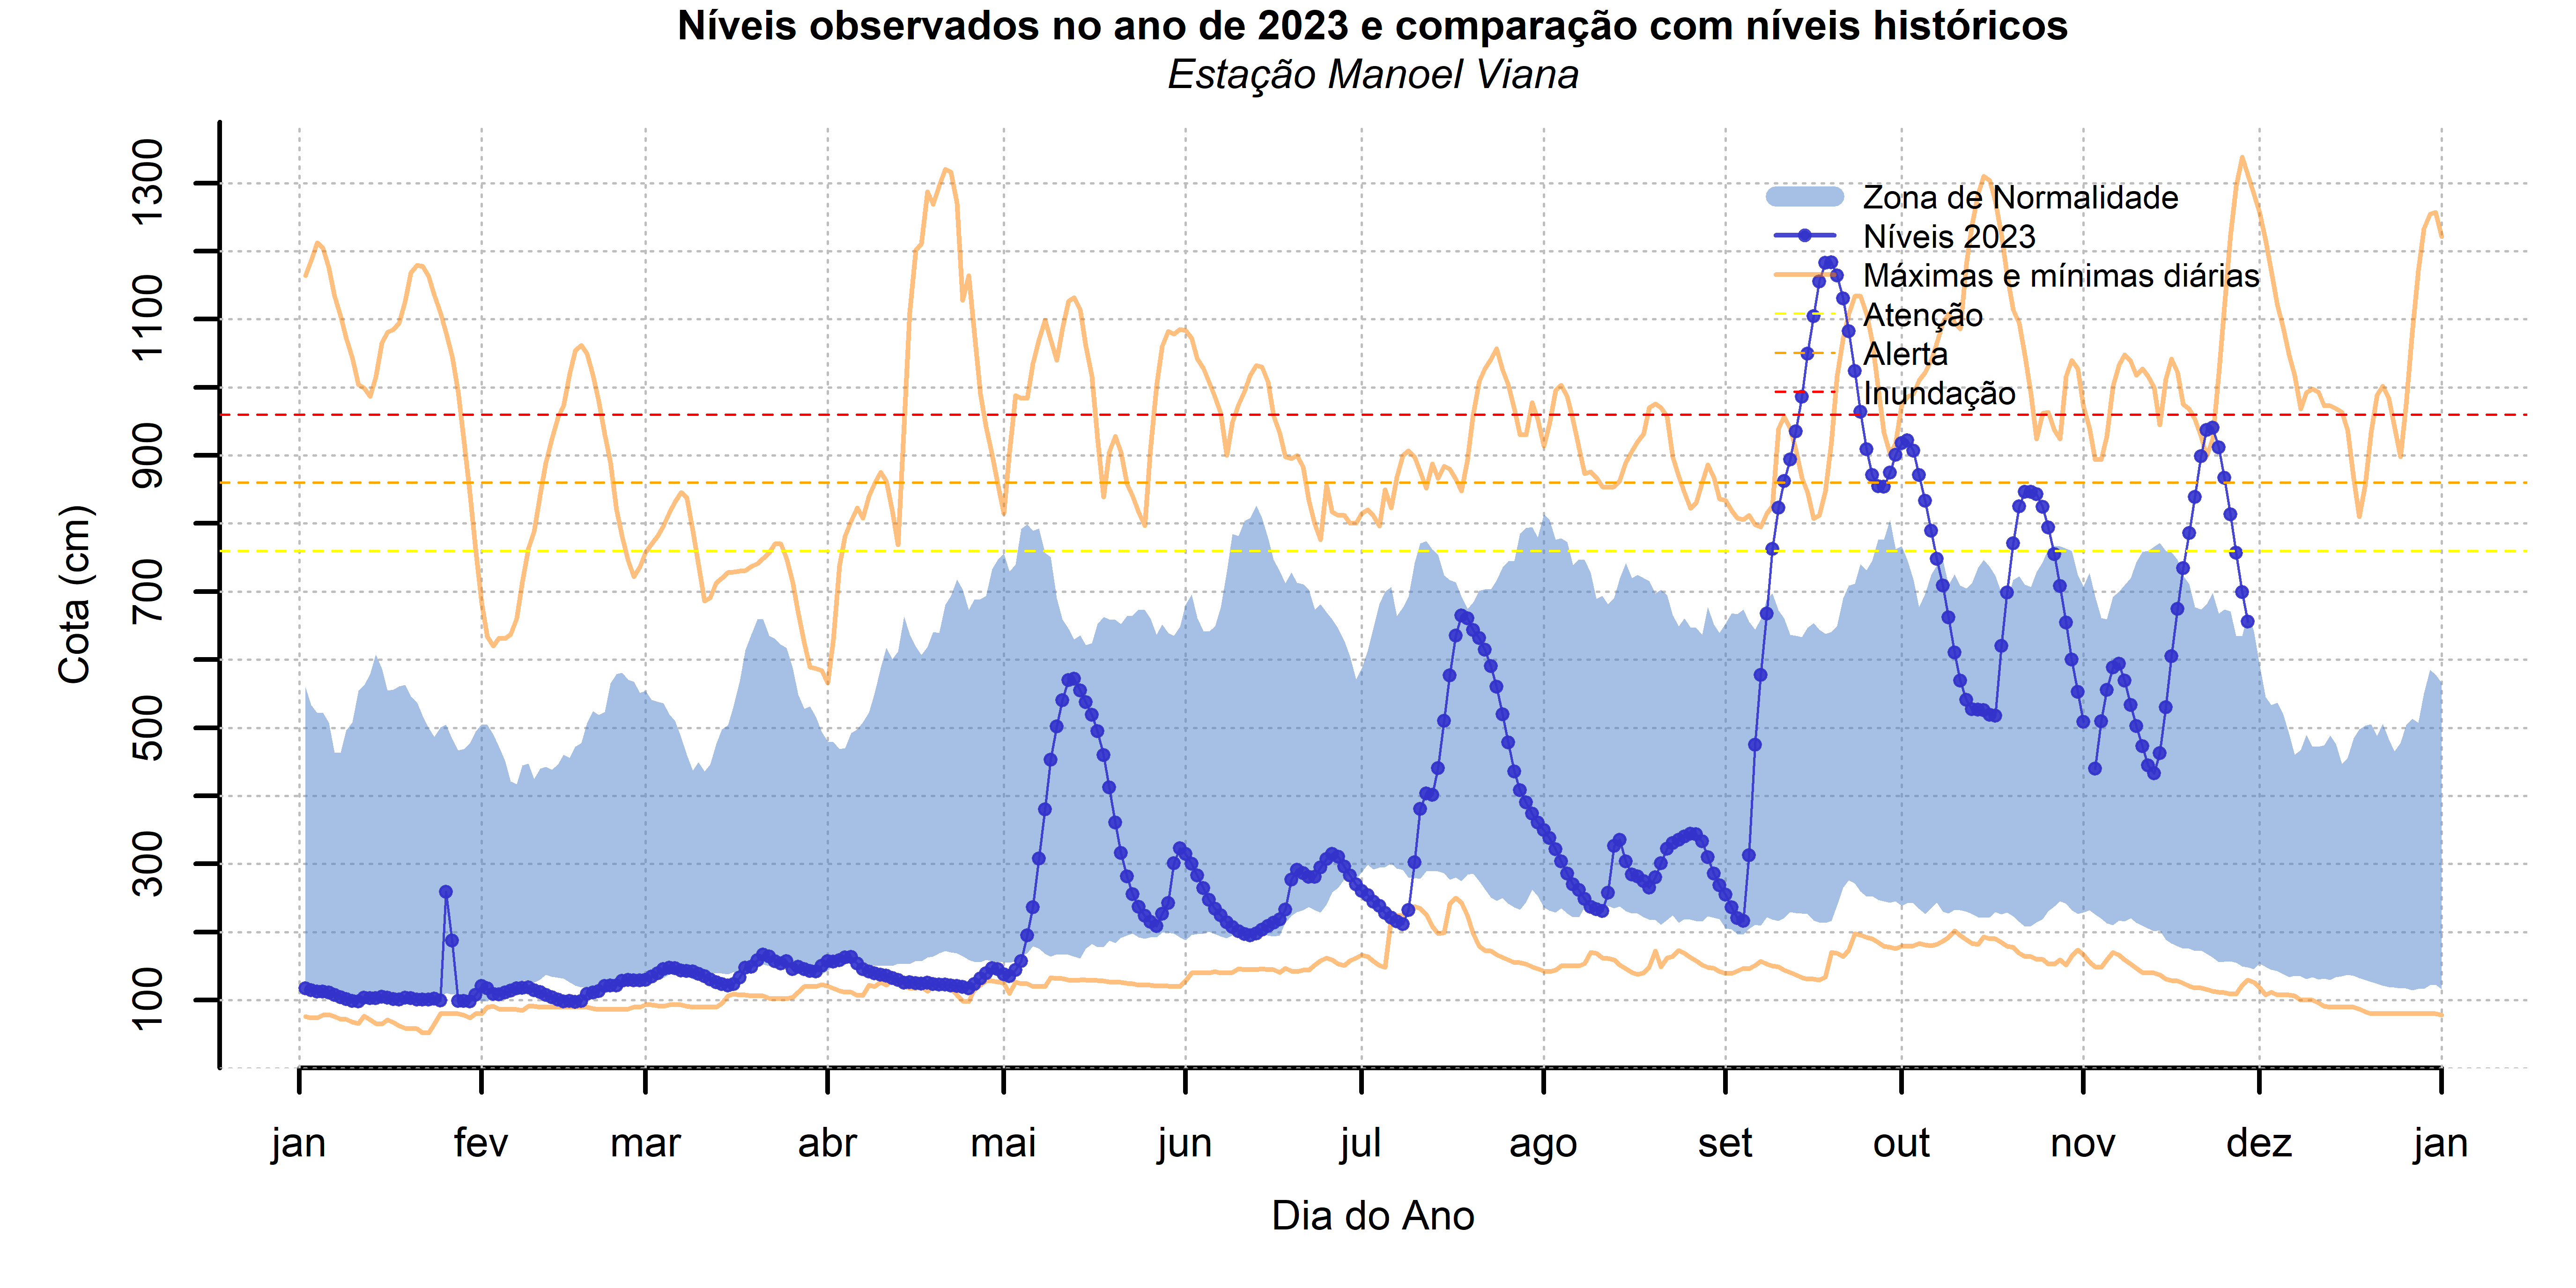 Níveis observados no ano de 2023 e comparação com níveis históricos
Estação Manoel Viana
Cota (cm)
1300
1100
900
700
500
300
100
Zona de Normalidade
Níveis 2023
Máximas e mínimas diárias
Atenção
Alerta
Inundação
jan fev mar abr mai jun jul ago set out nov dez jan
Dia do Ano